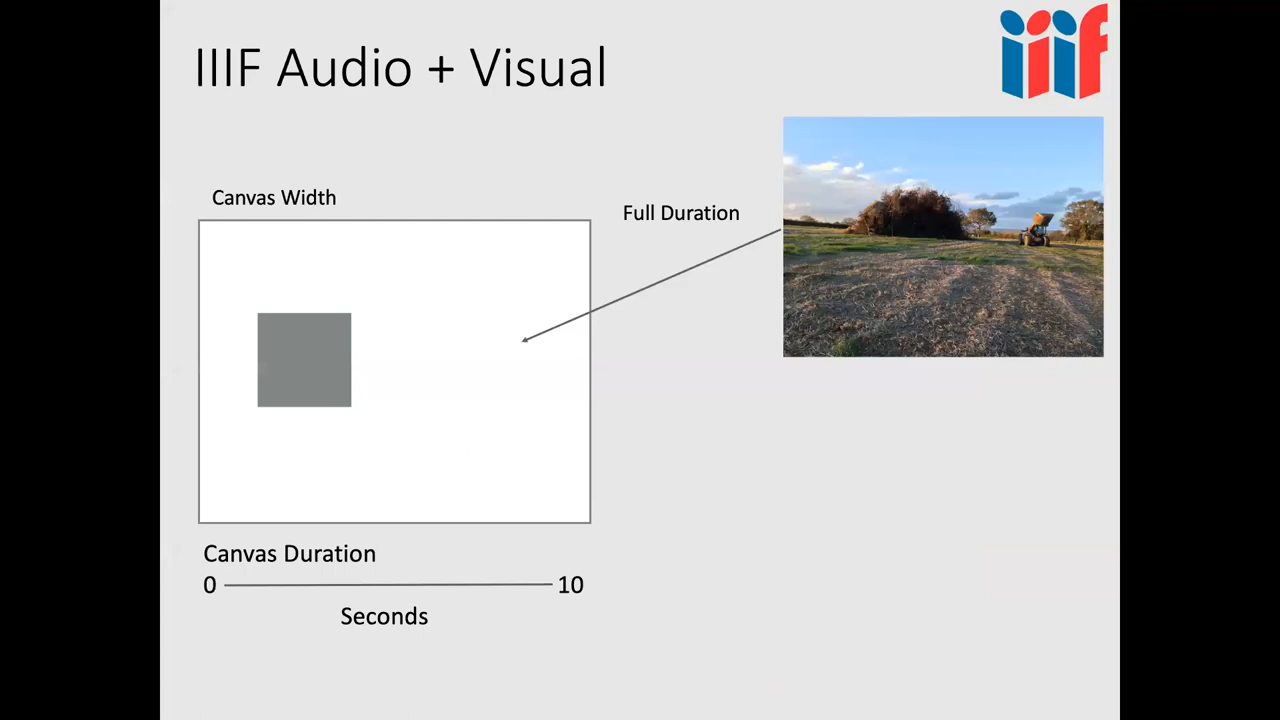 IIIF Audio + Visual
iiif
Canvas Width
Full Duration
Canvas Duration
0 10
Seconds